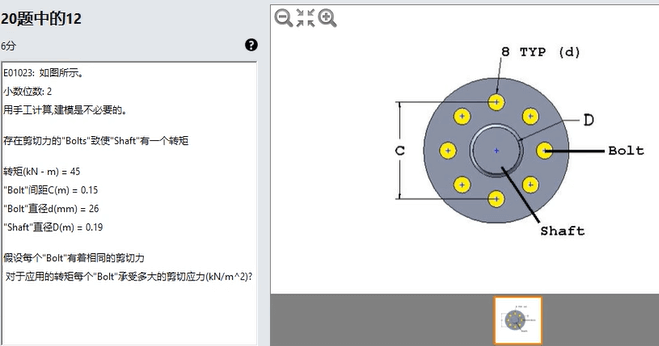 20题中的12
6分
E01023: 如图所示。
小数位数: 2
用手工计算,建模是不必要的。
存在剪切力的"Bolts"致使"Shaft"有一个转矩
转矩(kN - m) = 45
"Bolt"间距C(m) = 0.15
"Bolt"直径d(mm) = 26
"Shaft"直径D(m) = 0.19
假设每个"Bolt"有着相同的剪切力
对于应用的转矩每个"Bolt"承受多大的剪切应力(kN/m^2)?
8 TYP (d)
D
C
Bolt
Shaft